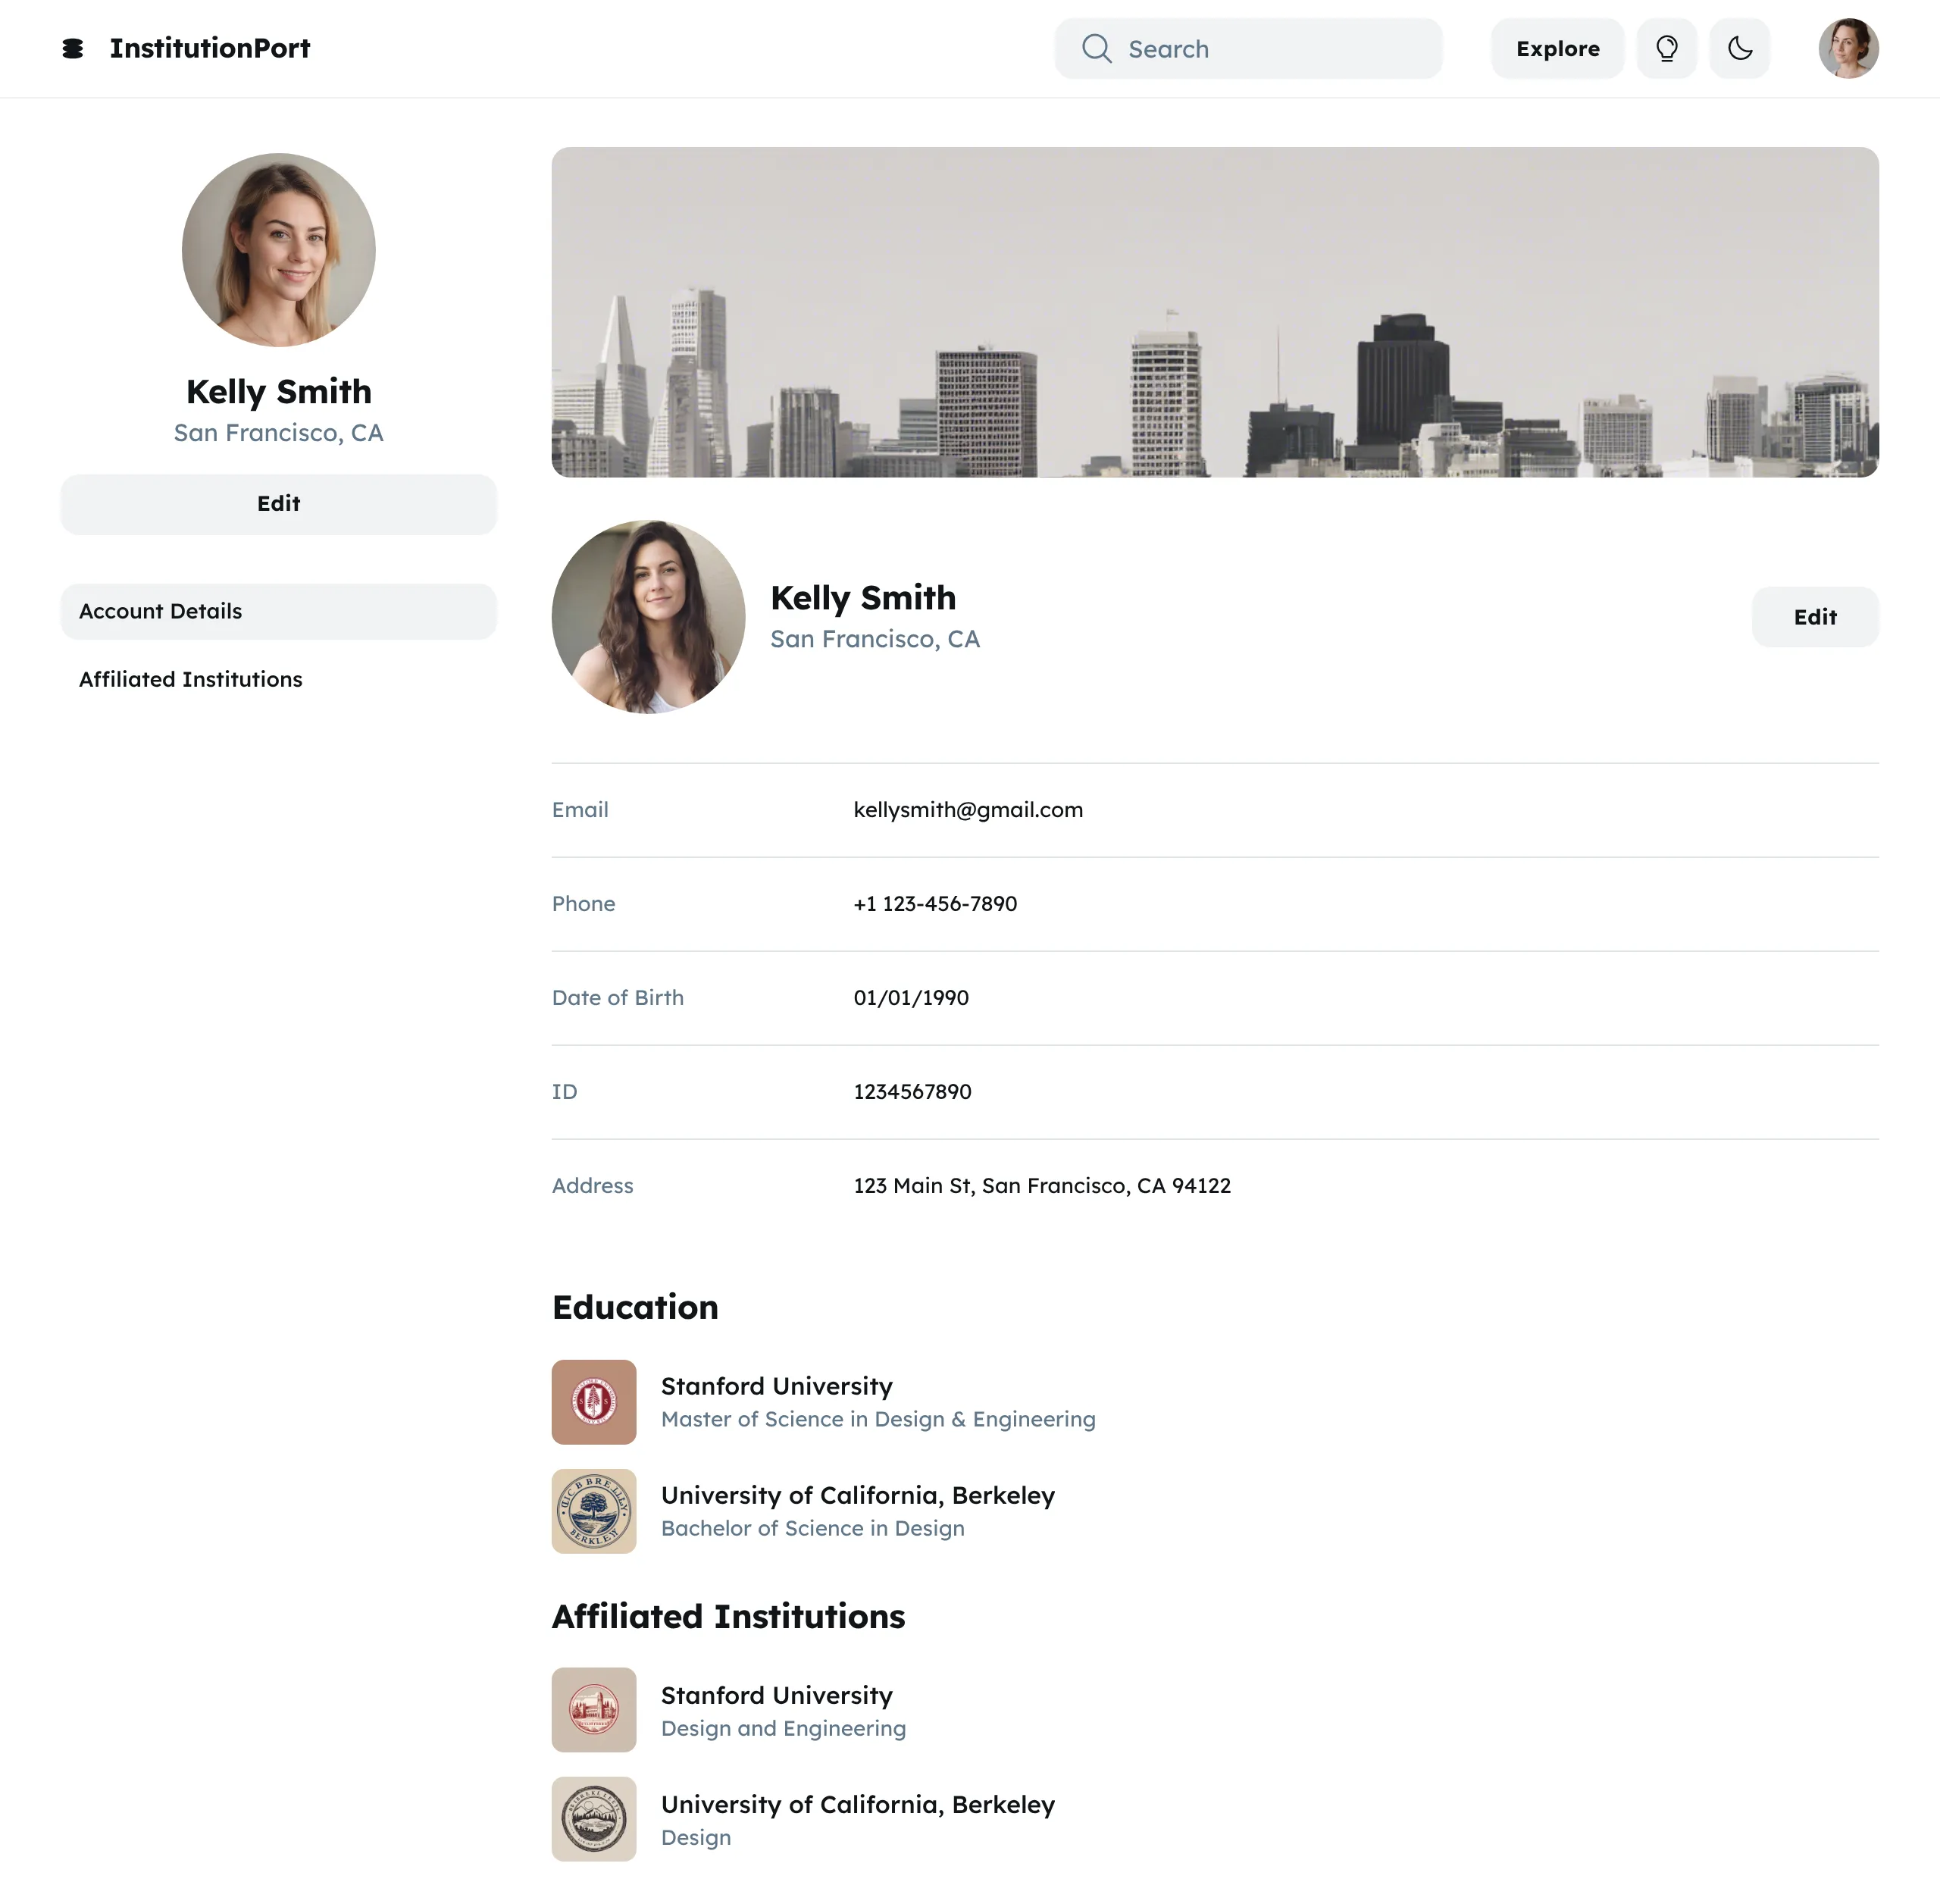 InstitutionPort
Search
Explore
Kelly Smith
San Francisco, CA
Edit
Account Details
Affiliated Institutions
Kelly Smith
San Francisco, CA
Edit
Email
kellysmith@gmail.com
Phone
+1 123-456-7890
Date of Birth
01/01/1990
ID
1234567890
Address
123 Main St, San Francisco, CA 94122
Education
Stanford University
Master of Science in Design & Engineering
University of California, Berkeley
Bachelor of Science in Design
BERKLEY
Affiliated Institutions
Stanford University
Design and Engineering
University of California, Berkeley
Design